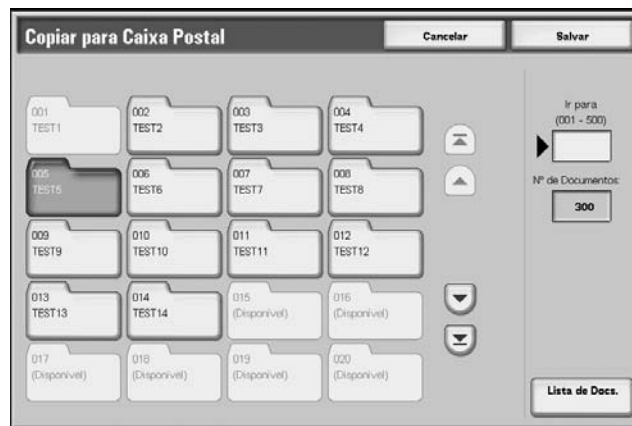 Copiar para Caixa Postal
Cancelar
Salvar
001
TEST1
002
TEST2
003
TEST3
004
TEST4
005
TEST5
006
TEST6
007
TEST7
008
TEST8
009
TEST9
010
TEST10
011
TEST11
012
TEST12
013
TEST13
014
TEST14
015
(Disponível)
016
(Disponível)
017
(Disponível)
018
(Disponível)
019
(Disponível)
020
(Disponível)
Ir para
(001 - 500)
Nº de Documentos:
300
Lista de Docs.